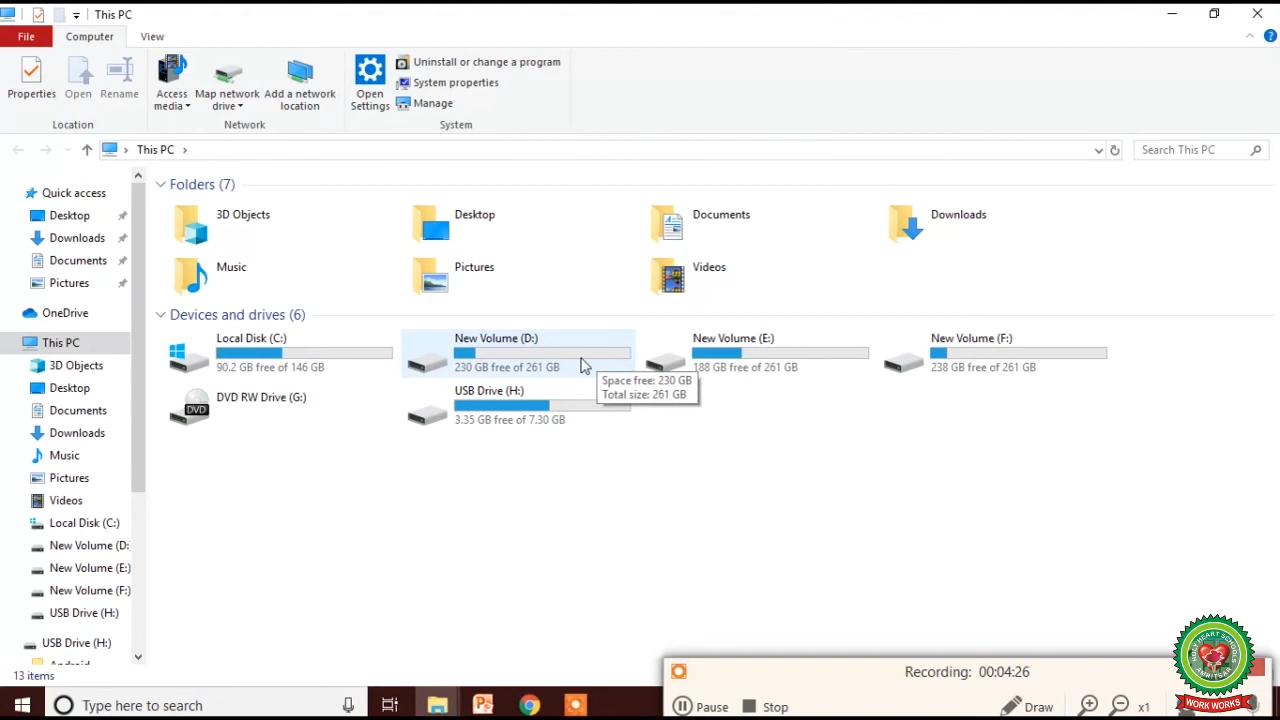 This PC
File Computer View
Properties Open Rename Access media Map network drive Add a network location Open Settings Uninstall or change a program
System properties
Manage
Location Network System
This PC Search This PC
Quick access
Desktop
Downloads
Documents
Pictures
OneDrive
This PC
3D Objects
Desktop
Documents
Downloads
Music
Pictures
Videos
Local Disk (C:)
New Volume (D:
New Volume (E:)
New Volume (F:)
USB Drive (H:)
USB Drive (H:)
Android
Folders (7)
3D Objects Desktop Documents Downloads
Music Pictures Videos
Devices and drives (6)
Local Disk (C:) New Volume (D:) New Volume (E:) New Volume (F:)
90.2 GB free of 146 GB 230 GB free of 261 GB 188 GB free of 261 GB 238 GB free of 261 GB
Space free: 230 GB
Total size: 261 GB
DVD RW Drive (G:) USB Drive (H:)
DVD
3.35 GB free of 7.30 GB
13 items
Recording: 00:04:26
Pause Stop Draw x1
HOLY HEART SCHOOLS
AMRITSAR
WORK WORKS
Type here to search